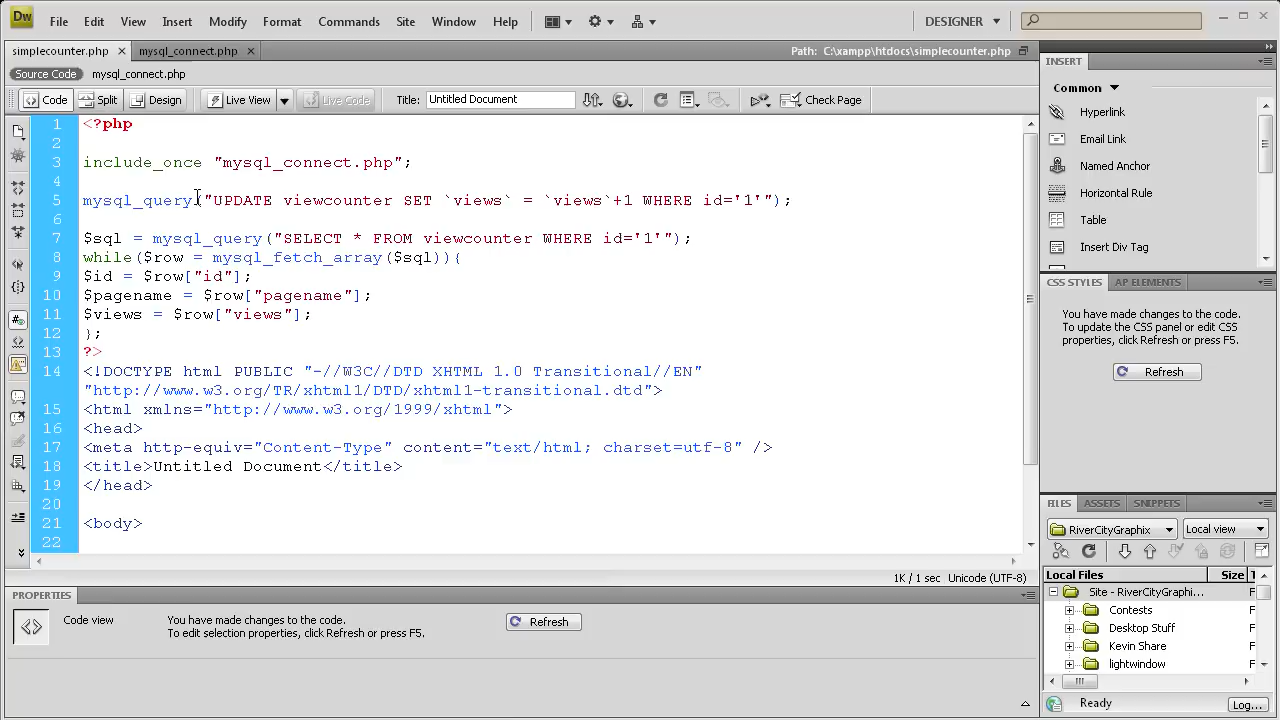 Dw File Edit View Insert Modify Format Commands Site Window Help DESIGNER
simplecounter.php mysql_connect.php Path: C:\xampp\htdocs\simplecounter.php
Source Code mysql_connect.php
Code Split Design Live View Live Code Title: Untitled Document Check Page
1 <?php
2
3 include_once "mysql_connect.php";
4
5 mysql_query("UPDATE viewcounter SET `views` = `views`+1 WHERE id='1'");
6
7 $sql = mysql_query("SELECT * FROM viewcounter WHERE id='1'");
8 while($row = mysql_fetch_array($sql)){
9 $id = $row["id"];
10 $pagename = $row["pagename"];
11 $views = $row["views"];
12 };
13 ?>
14 <!DOCTYPE html PUBLIC "-//W3C//DTD XHTML 1.0 Transitional//EN"
"http://www.w3.org/TR/xhtml1/DTD/xhtml1-transitional.dtd">
15 <html xmlns="http://www.w3.org/1999/xhtml">
16 <head>
17 <meta http-equiv="Content-Type" content="text/html; charset=utf-8" />
18 <title>Untitled Document</title>
19 </head>
20
21 <body>
22
1K / 1 sec Unicode (UTF-8)
PROPERTIES
Code view
You have made changes to the code.
To edit selection properties, click Refresh or press F5.
Refresh
INSERT
Common
Hyperlink
Email Link
Named Anchor
Horizontal Rule
Table
Insert Div Tag
CSS STYLES AP ELEMENTS
You have made changes to the code.
To update the CSS panel or edit CSS
properties, click Refresh or press F5.
Refresh
FILES ASSETS SNIPPETS
RiverCityGraphix Local view
Local Files Size T
Site - RiverCityGraphi... F
Contests F
Desktop Stuff F
Kevin Share F
lightwindow F
Ready Log...